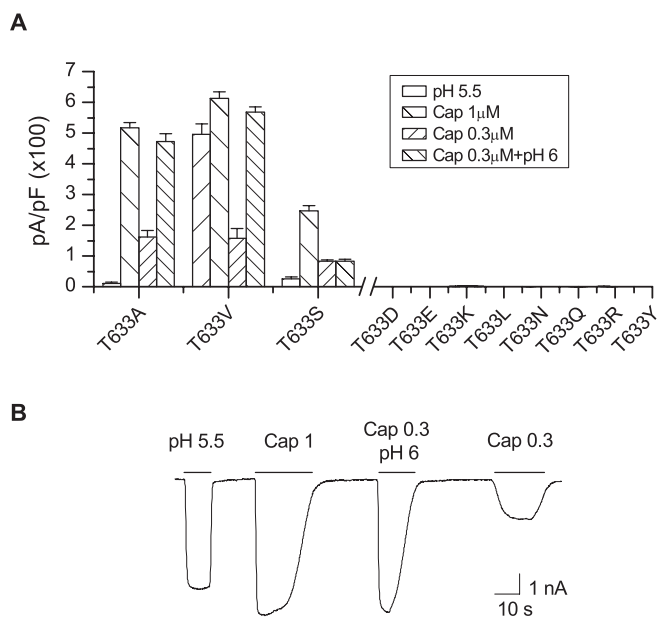 A
pA/pF (x100)
7
6
5
4
3
2
1
0
pH 5.5
Cap 1μM
Cap 0.3μM
Cap 0.3μM+pH 6
T633A
T633V
T633S
T633D
T633E
T633K
T633L
T633N
T633Q
T633R
T633Y
B
pH 5.5
Cap 1
Cap 0.3
pH 6
Cap 0.3
1 nA
10 s